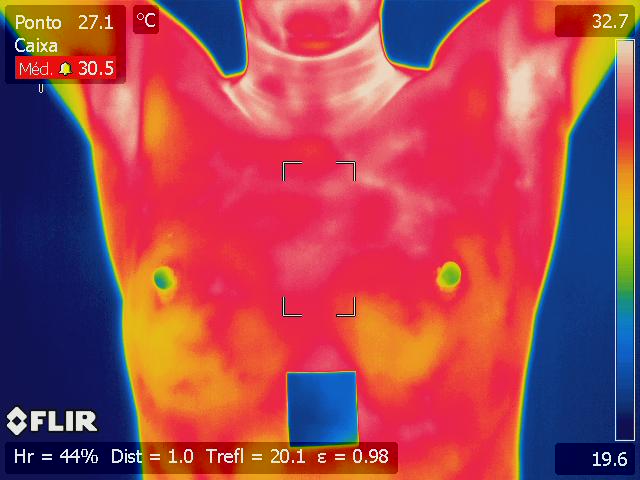 Ponto 27.1 °C
Caixa
Méd. 30.5
32.7
FLIR
Hr = 44% Dist = 1.0 Trefl = 20.1 ε = 0.98
19.6